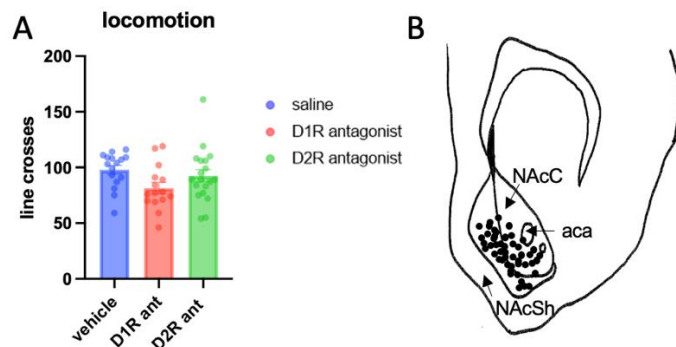 A
locomotion
line crosses
200
150
100
50
0
vehicle
D1R ant
D2R ant
saline
D1R antagonist
D2R antagonist
B
NAcC
aca
NAcSh